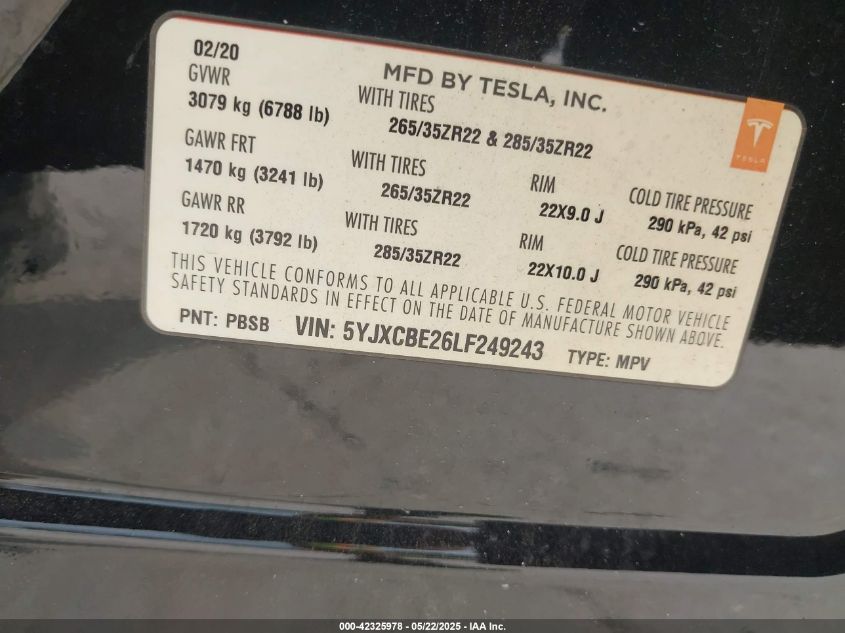 02/20
MFD BY TESLA, INC.
GVWR
3079 kg (6788 lb)
WITH TIRES
265/35ZR22 & 285/35ZR22
TESLA
GAWR FRT
1470 kg (3241 lb)
WITH TIRES
265/35ZR22
RIM
22X9.0 J
COLD TIRE PRESSURE
290 kPa, 42 psi
GAWR RR
1720 kg (3792 lb)
WITH TIRES
285/35ZR22
RIM
22X10.0 J
COLD TIRE PRESSURE
290 kPa, 42 psi
THIS VEHICLE CONFORMS TO ALL APPLICABLE U.S. FEDERAL MOTOR VEHICLE
SAFETY STANDARDS IN EFFECT ON THE DATE OF MANUFACTURE SHOWN ABOVE.
PNT: PBSB VIN: 5YJXCBE26LF249243 TYPE: MPV
000-42325978 - 05/22/2025 - IAA Inc.